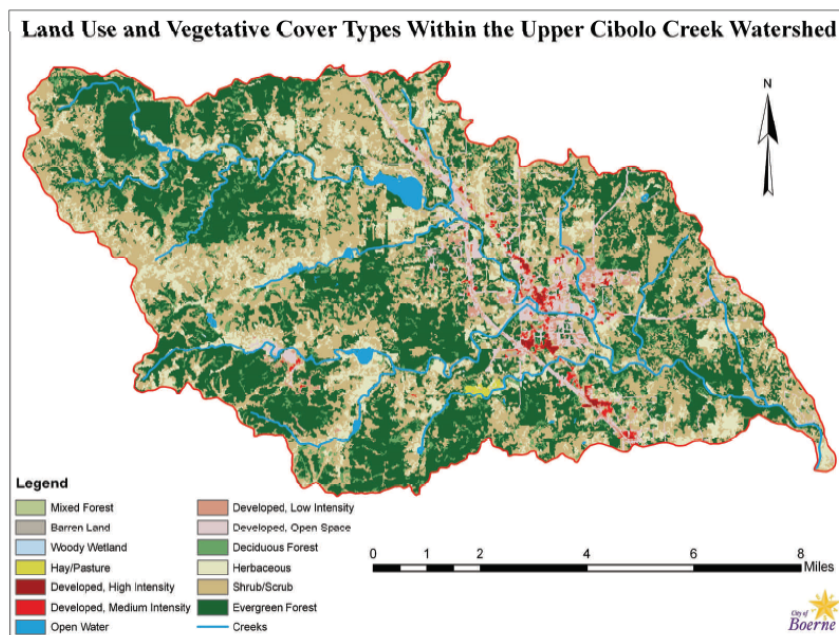 Land Use and Vegetative Cover Types Within the Upper Cibolo Creek Watershed
N
Legend
Mixed Forest
Barren Land
Woody Wetland
Hay/Pasture
Developed, High Intensity
Developed, Medium Intensity
Open Water
Developed, Low Intensity
Developed, Open Space
Deciduous Forest
Herbaceous
Shrub/Scrub
Evergreen Forest
Creeks
0 1 2 4 6 8
Miles
City of
Boerne